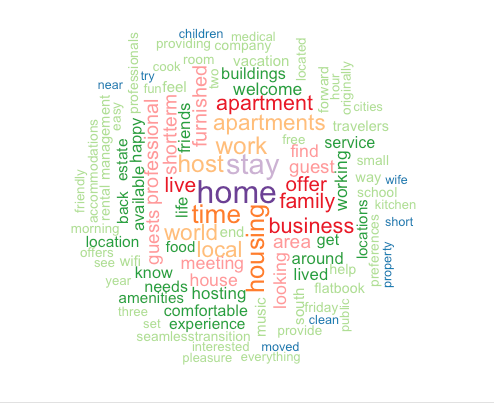 children
professionals
providing
medical
company
located
near
try
cook
room
two
vacation
forward
hour
originally
fun
feel
furnished
buildings
welcome
cities
easy
happy
professional
shortterm
friends
apartment
apartments
travelers
accommodations
rental management
estate
available
work
free
service
host
stay
find
guest
working
small
friendly
back
live
home
offer
family
way
school
wife
kitchen
life
time
housing
business
locations
preferences
short
morning
guests
world
end
area
get
location
food
local
looking
around
property
offers
see
wifi
know
meeting
lived
help
year
needs
house
amenities
hosting
music
south
flatbook
three
comfortable
friday
public
set
experience
clean
seamless
transition
provide
interested
moved
pleasure
everything